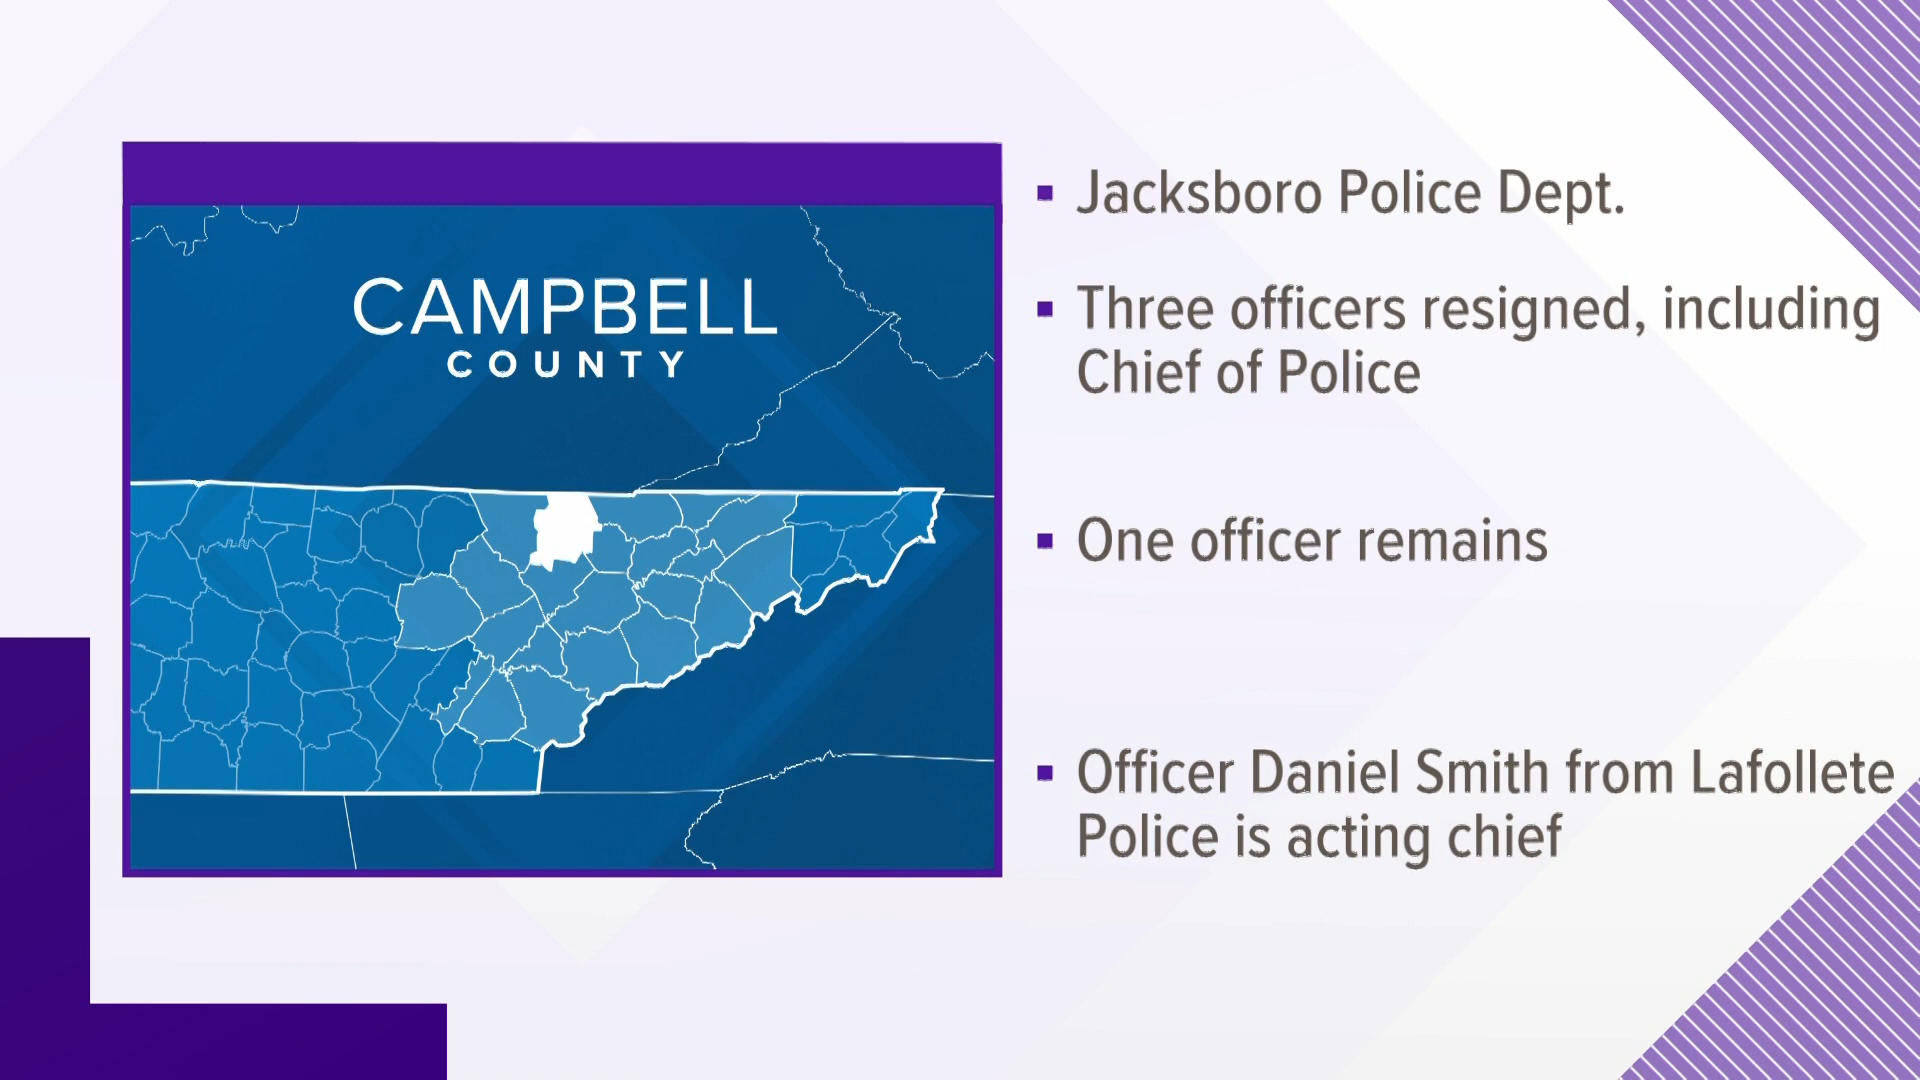 CAMPBELL
COUNTY
Jacksboro Police Dept.
Three officers resigned, including
Chief of Police
One officer remains
Officer Daniel Smith from Lafollete
Police is acting chief